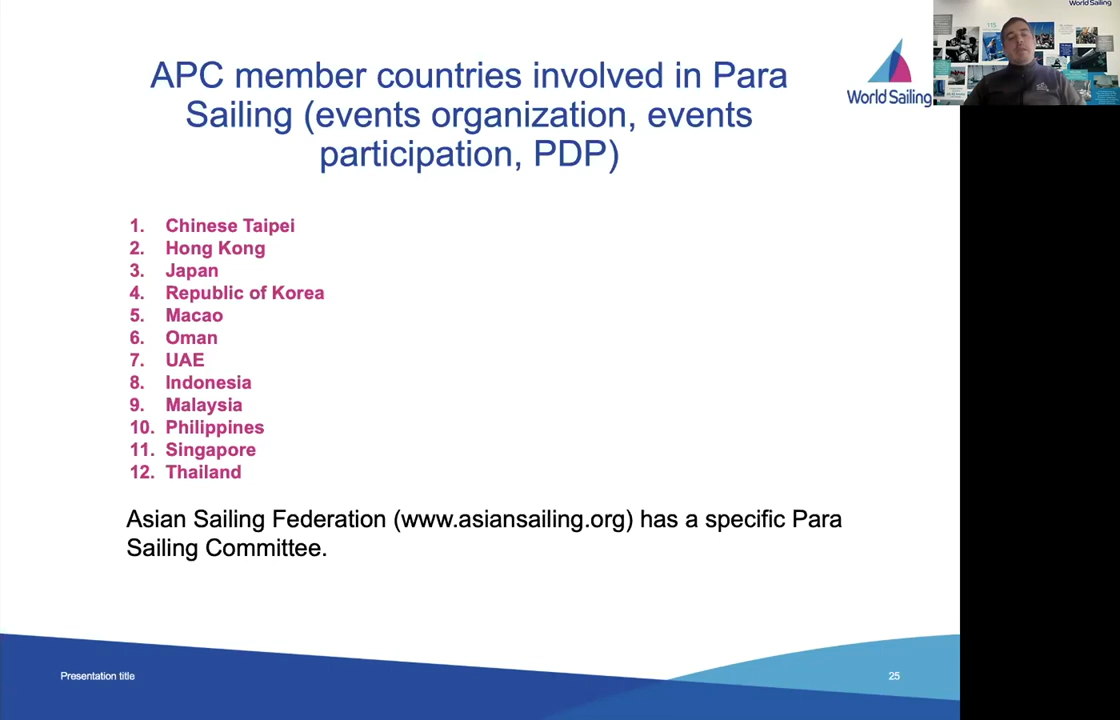 World Sailing
APC member countries involved in Para
Sailing (events organization, events
participation, PDP)
World Sailing
1. Chinese Taipei
2. Hong Kong
3. Japan
4. Republic of Korea
5. Macao
6. Oman
7. UAE
8. Indonesia
9. Malaysia
10. Philippines
11. Singapore
12. Thailand
Asian Sailing Federation (www.asiansailing.org) has a specific Para
Sailing Committee.
Presentation title
25